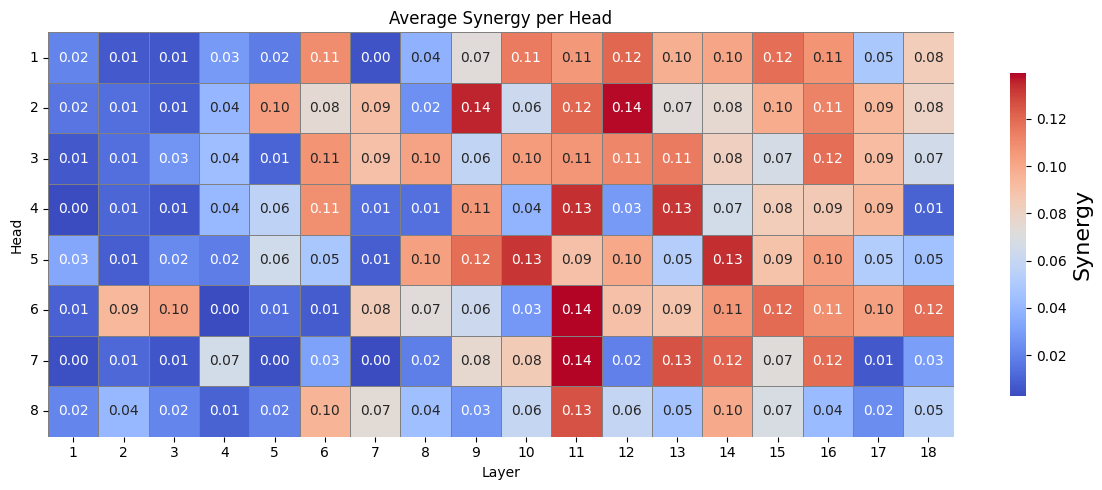 Average Synergy per Head
1 0.02 0.01 0.01 0.03 0.02 0.11 0.00 0.04 0.07 0.11 0.11 0.12 0.10 0.10 0.12 0.11 0.05 0.08
2 0.02 0.01 0.01 0.04 0.10 0.08 0.09 0.02 0.14 0.06 0.12 0.14 0.07 0.08 0.10 0.11 0.09 0.08
3 0.01 0.01 0.03 0.04 0.01 0.11 0.09 0.10 0.06 0.10 0.11 0.11 0.11 0.08 0.07 0.12 0.09 0.07
4 0.00 0.01 0.01 0.04 0.06 0.11 0.01 0.01 0.11 0.04 0.13 0.03 0.13 0.07 0.08 0.09 0.09 0.01
5 0.03 0.01 0.02 0.02 0.06 0.05 0.01 0.10 0.12 0.13 0.09 0.10 0.05 0.13 0.09 0.10 0.05 0.05
6 0.01 0.09 0.10 0.00 0.01 0.01 0.08 0.07 0.06 0.03 0.14 0.09 0.09 0.11 0.12 0.11 0.10 0.12
7 0.00 0.01 0.01 0.07 0.00 0.03 0.00 0.02 0.08 0.08 0.14 0.02 0.13 0.12 0.07 0.12 0.01 0.03
8 0.02 0.04 0.02 0.01 0.02 0.10 0.07 0.04 0.03 0.06 0.13 0.06 0.05 0.10 0.07 0.04 0.02 0.05
1 2 3 4 5 6 7 8 9 10 11 12 13 14 15 16 17 18
Layer
Head
0.12
0.10
0.08
0.06
0.04
0.02
Synergy